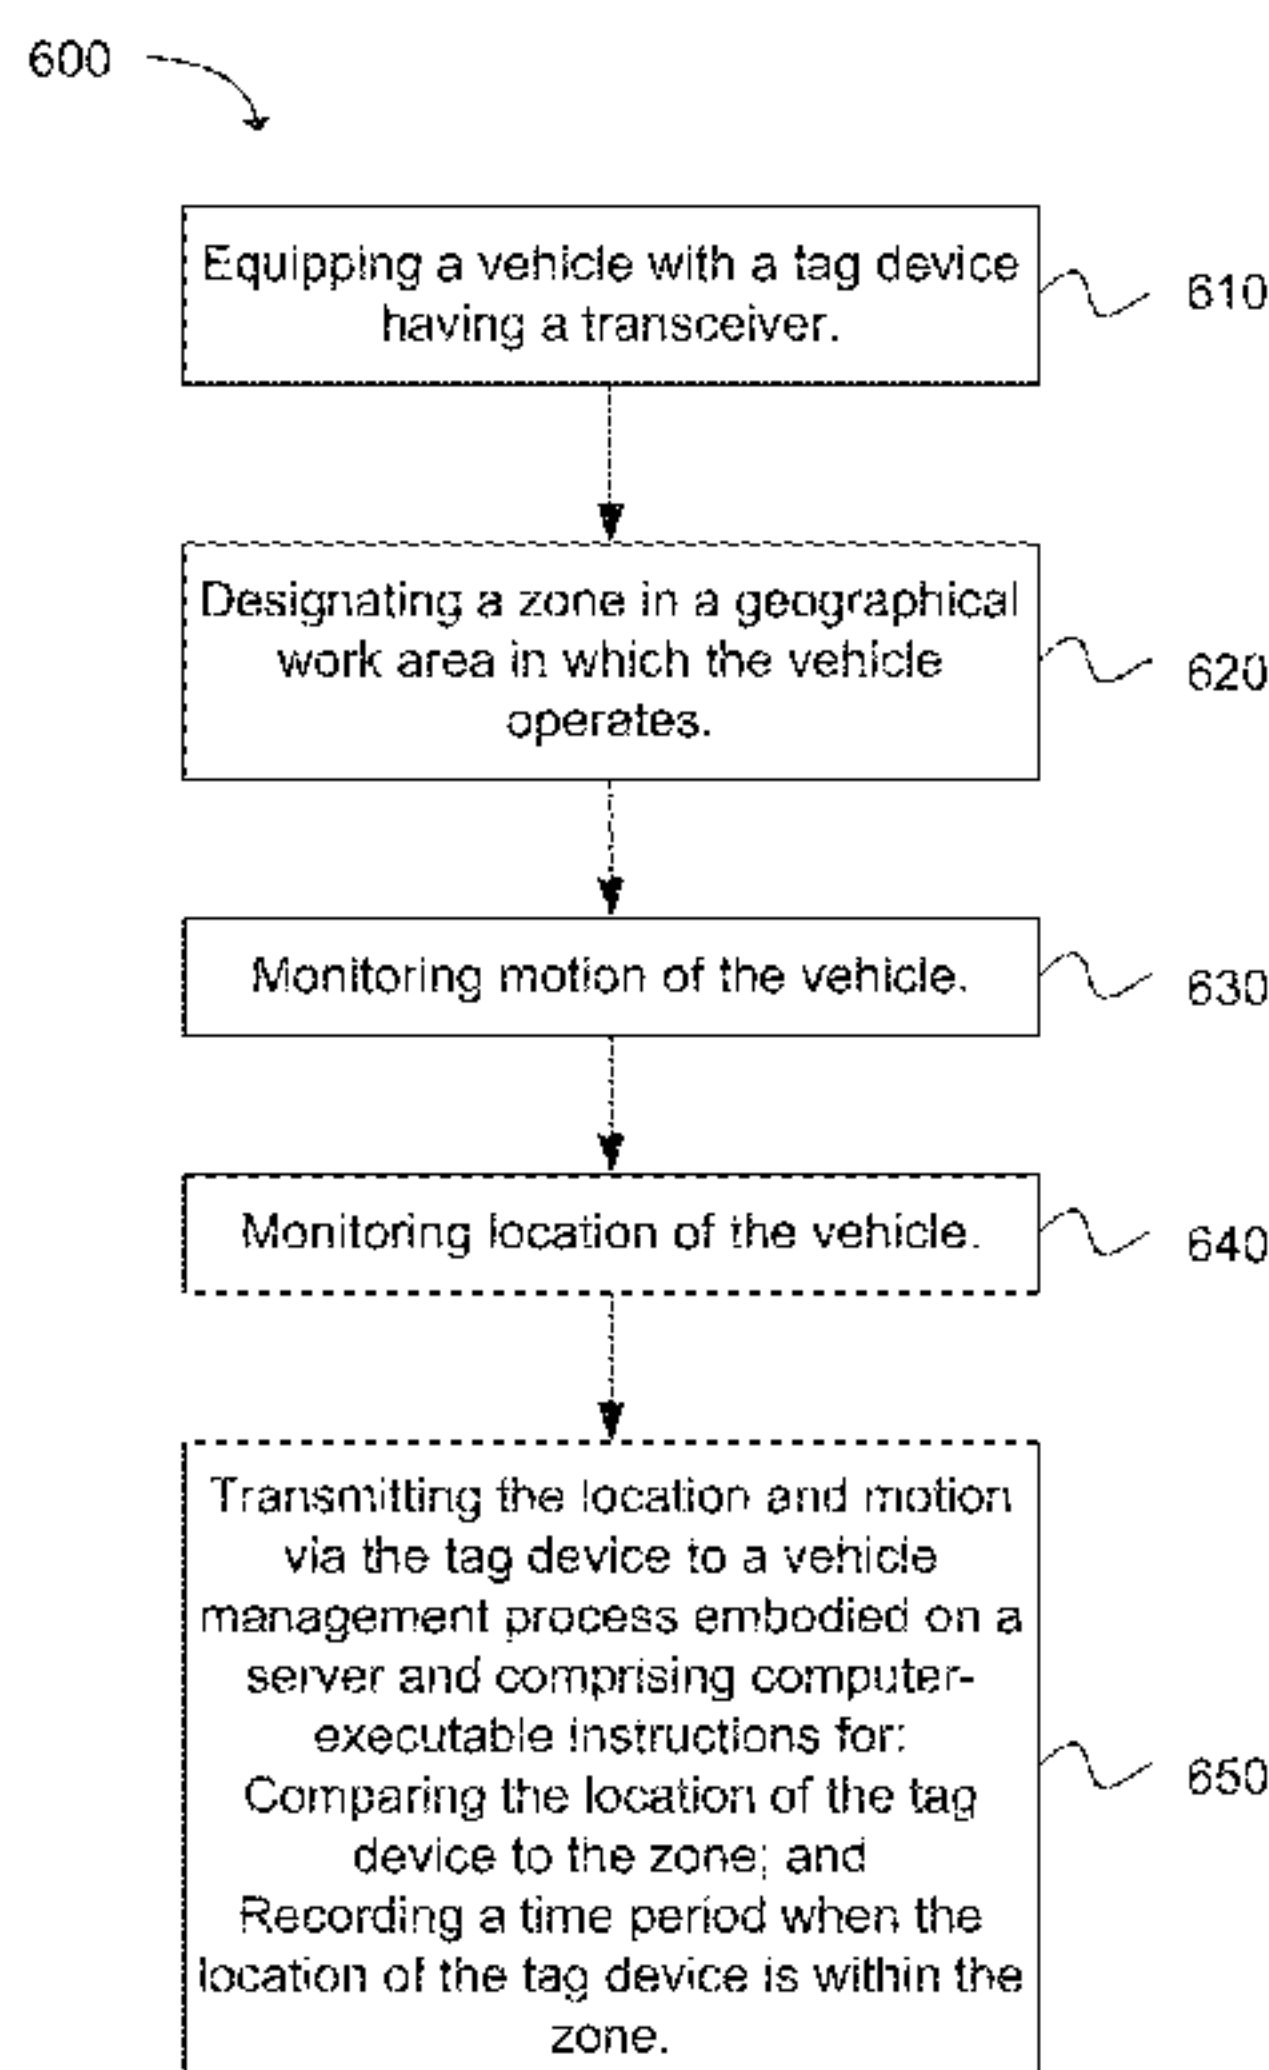 600
Equipping a vehicle with a tag device
having a transceiver.
610
Designating a zone in a geographical
work area in which the vehicle
operates.
620
Monitoring motion of the vehicle.
630
Monitoring location of the vehicle.
640
Transmitting the location and motion
via the tag device to a vehicle
management process embodied on a
server and comprising computer-
executable instructions for:
Comparing the location of the tag
device to the zone; and
Recording a time period when the
location of the tag device is within the
zone.
650